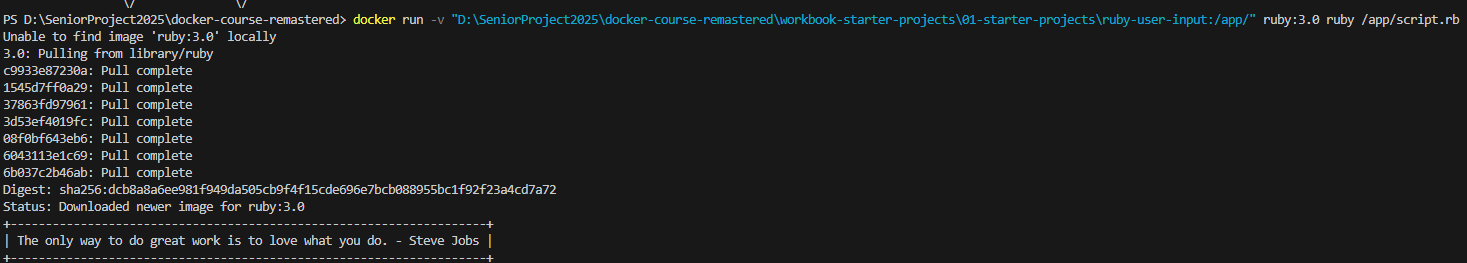 \/ \/
PS D:\SeniorProject2025\docker-course-remastered> docker run -v "D:\SeniorProject2025\docker-course-remastered\workbook-starter-projects\01-starter-projects\ruby-user-input:/app/" ruby:3.0 ruby /app/script.rb
Unable to find image 'ruby:3.0' locally
3.0: Pulling from library/ruby
c9933e87230a: Pull complete
1545d7ff0a29: Pull complete
37863fd97961: Pull complete
3d53ef4019fc: Pull complete
08f0bf643eb6: Pull complete
6043113e1c69: Pull complete
6b037c2b46ab: Pull complete
Digest: sha256:dcb8a8a6ee981f949da505cb9f4f15cde696e7bcb088955bc1f92f23a4cd7a72
Status: Downloaded newer image for ruby:3.0
+--------------------------------------------------------------------+
| The only way to do great work is to love what you do. - Steve Jobs |
+--------------------------------------------------------------------+